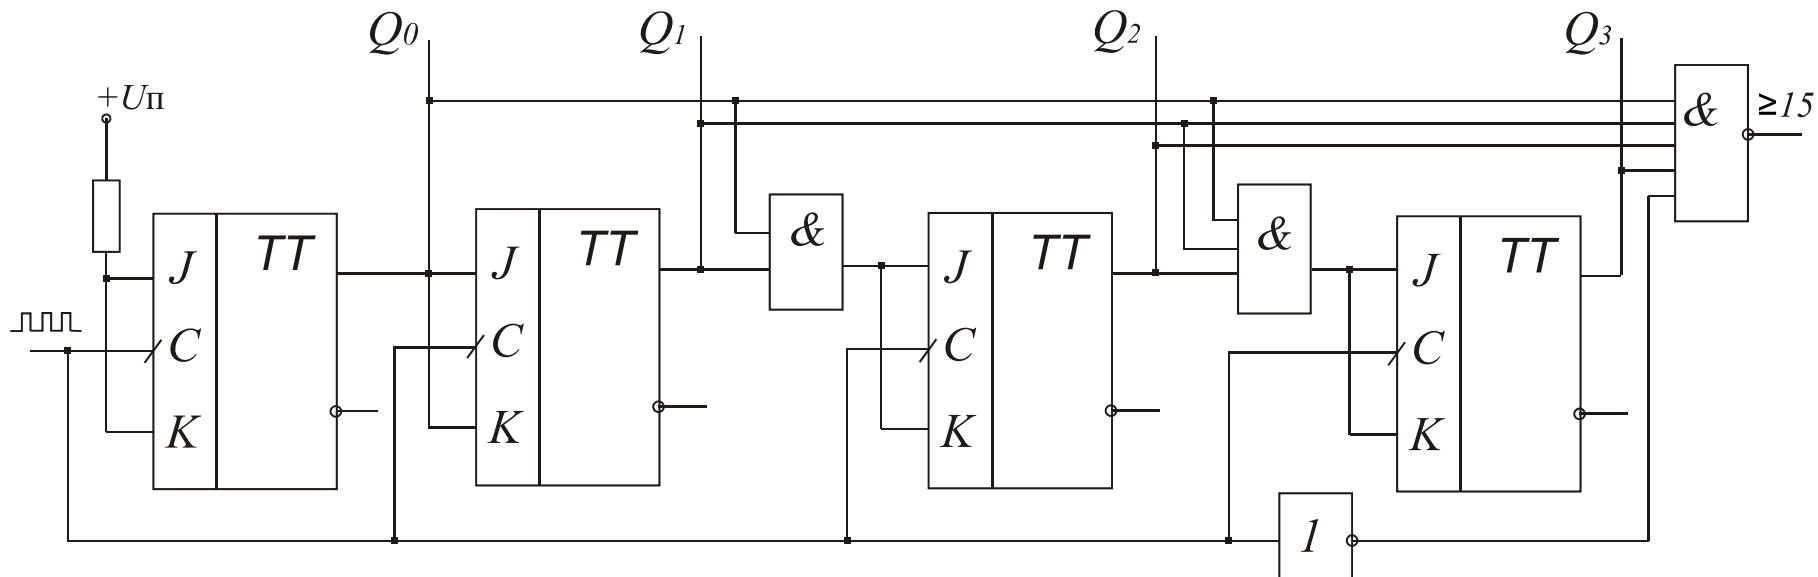 Q0 Q1 Q2 Q3
+Uп
& ≥15
J TT J TT & J TT & J TT
C C C C
K K K K
1